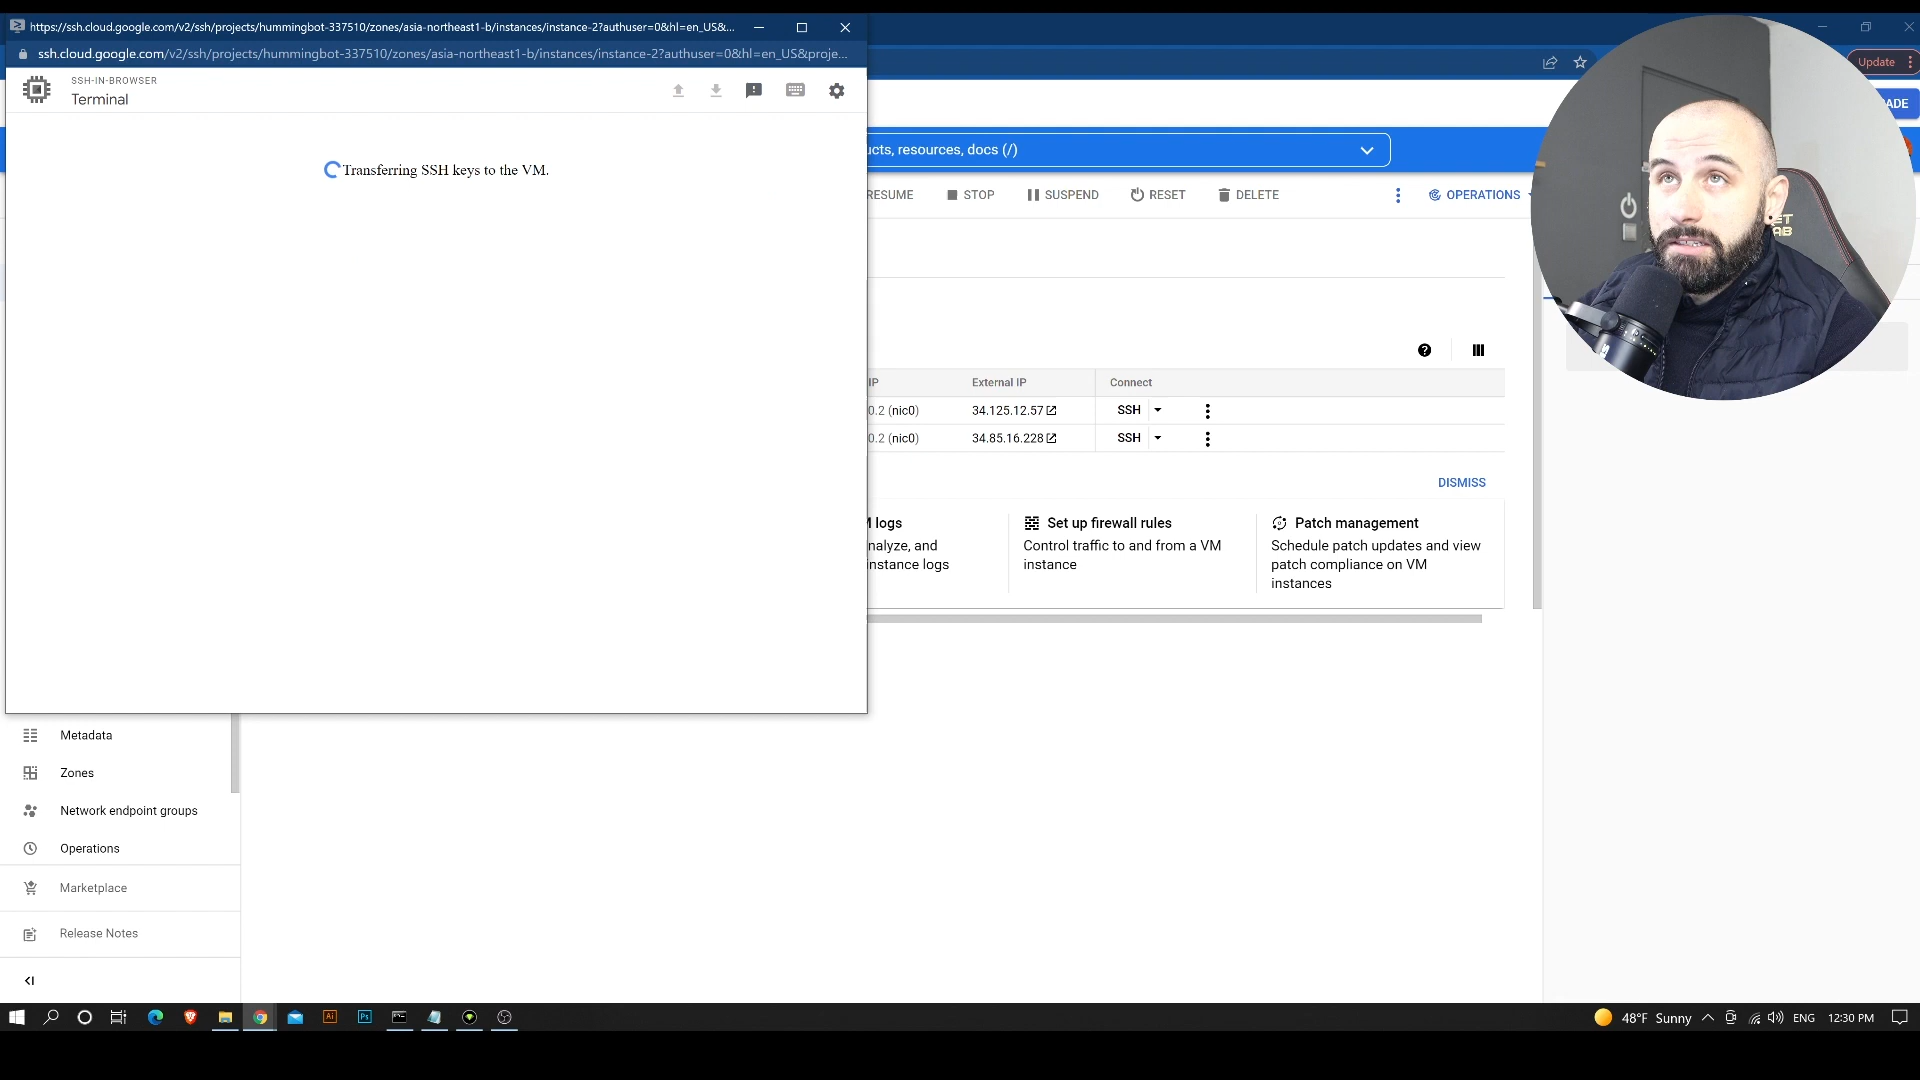 https://ssh.cloud.google.com/v2/ssh/projects/hummingbot-337510/zones/asia-northeast1-b/instances/instance-2?authuser=0&hl=en_US&...
ssh.cloud.google.com/v2/ssh/projects/hummingbot-337510/zones/asia-northeast1-b/instances/instance-2?authuser=0&hl=en_US&proje...
Update
SSH-IN-BROWSER
Terminal
ADE
ucts, resources, docs (/)
Transferring SSH keys to the VM.
RESUME
STOP
SUSPEND
RESET
DELETE
OPERATIONS
IP
External IP
Connect
0.2 (nic0)
34.125.12.57
SSH
0.2 (nic0)
34.85.16.228
SSH
DISMISS
M logs
nalyze, and
instance logs
Set up firewall rules
Control traffic to and from a VM
instance
Patch management
Schedule patch updates and view
patch compliance on VM
instances
Metadata
Zones
Network endpoint groups
Operations
Marketplace
Release Notes
Ai
Ps
48°F Sunny
ENG
12:30 PM